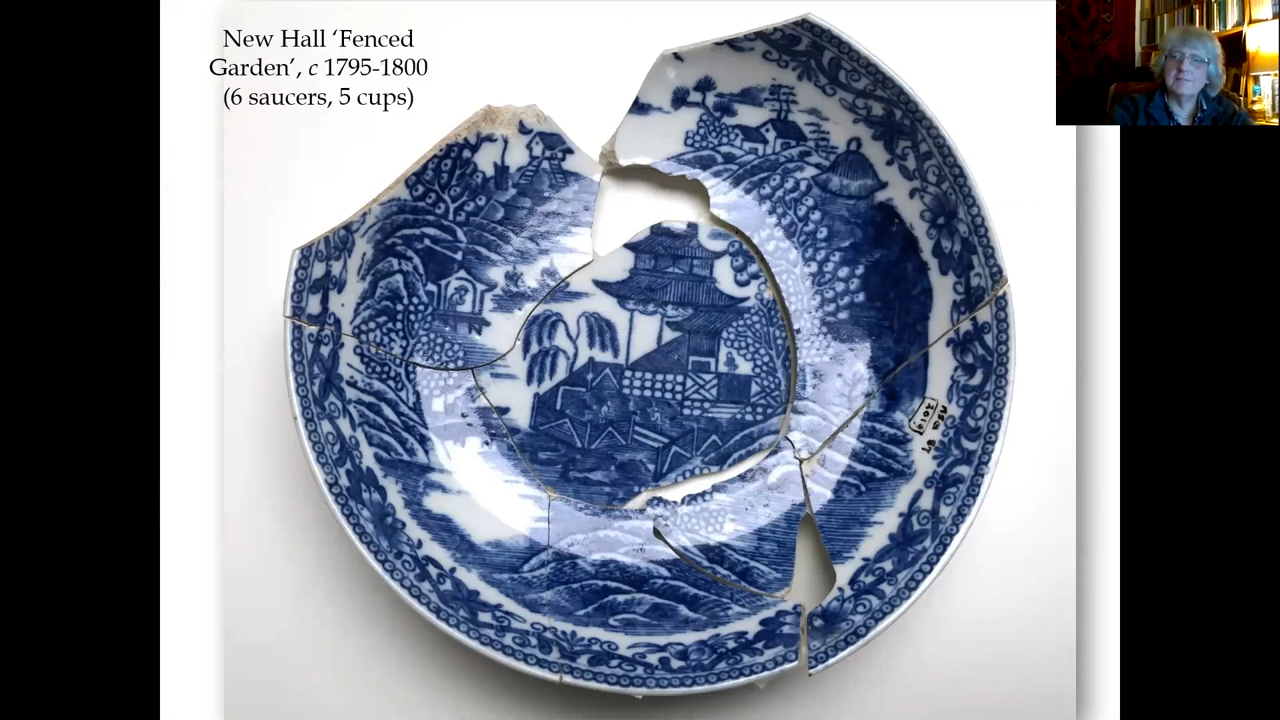 New Hall ‘Fenced
Garden’, c 1795-1800
(6 saucers, 5 cups)